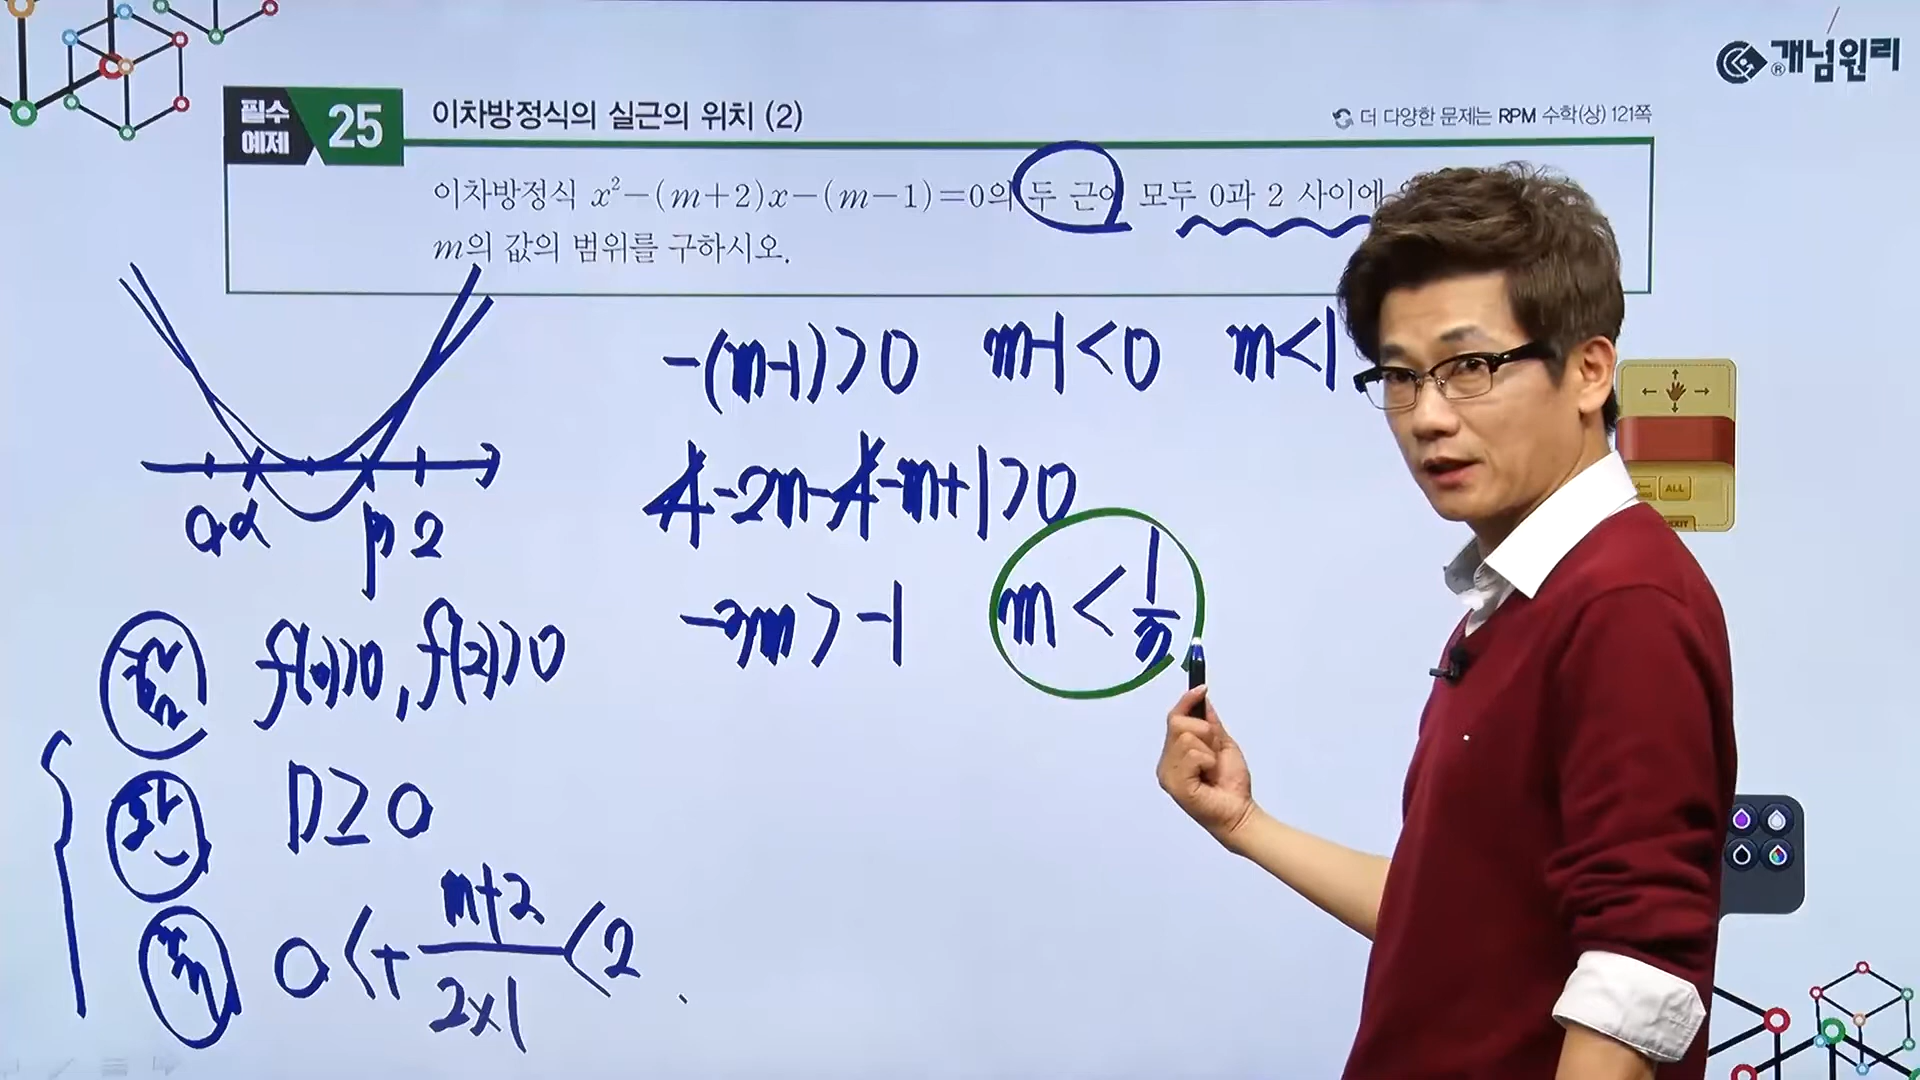 개념원리
필수 예제 25 이차방정식의 실근의 위치 (2)
더 다양한 문제는 RPM 수학(상) 121쪽
이차방정식 x²-(m+2)x-(m-1)=0의 두 근이 모두 0과 2 사이에
m의 값의 범위를 구하시오.
-(m-1)>0 m-1<0 m<1
4-2m-4-m+1>0
-3m>-1 m<1/3
0 α β 2
f(0)>0, f(2)>0
판 D≥0
축 0<+(m+2)/(2×1)<2
ALL
EXIT